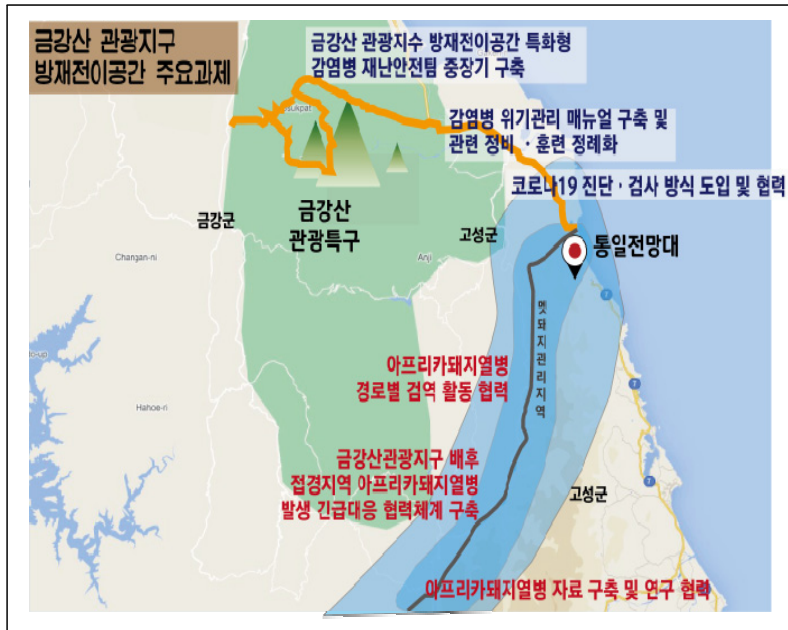 금강산 관광지구
방재전이공간 주요과제
금강산 관광지수 방재전이공간 특화형
감염병 재난안전팀 중장기 구축
sukpat
감염병 위기관리 매뉴얼 구축 및
관련 정비 · 훈련 정례화
코로나19 진단 · 검사 방식 도입 및 협력
금강군
금강산
관광특구
고성군
통일전망대
Changan-ni
Anji
7
멧돼지관리지역
아프리카돼지열병
경로별 검역 활동 협력
7
Hahoe-ri
금강산관광지구 배후
접경지역 아프리카돼지열병
발생 긴급대응 협력체계 구축
고성군
7
아프리카돼지열병 자료 구축 및 연구 협력